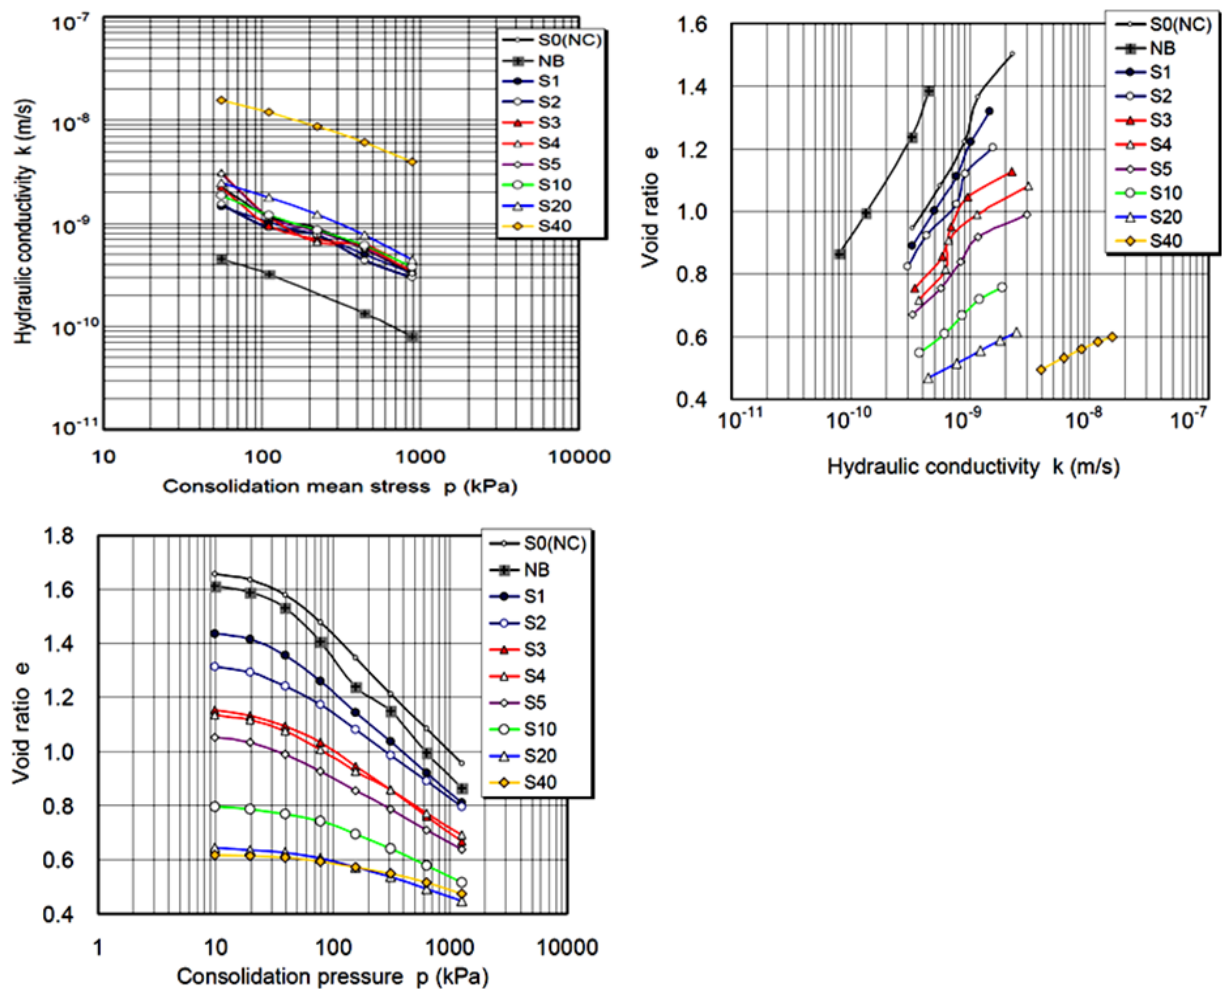 10-7
10-8
10-9
10-10
10-11
Hydraulic conductivity k (m/s)
10 100 1000 10000
Consolidation mean stress p (kPa)
S0(NC)
NB
S1
S2
S3
S4
S5
S10
S20
S40
1.6
1.4
1.2
1.0
0.8
0.6
0.4
Void ratio e
10-11 10-10 10-9 10-8 10-7
Hydraulic conductivity k (m/s)
S0(NC)
NB
S1
S2
S3
S4
S5
S10
S20
S40
1.8
1.6
1.4
1.2
1.0
0.8
0.6
0.4
Void ratio e
1 10 100 1000 10000
Consolidation pressure p (kPa)
S0(NC)
NB
S1
S2
S3
S4
S5
S10
S20
S40